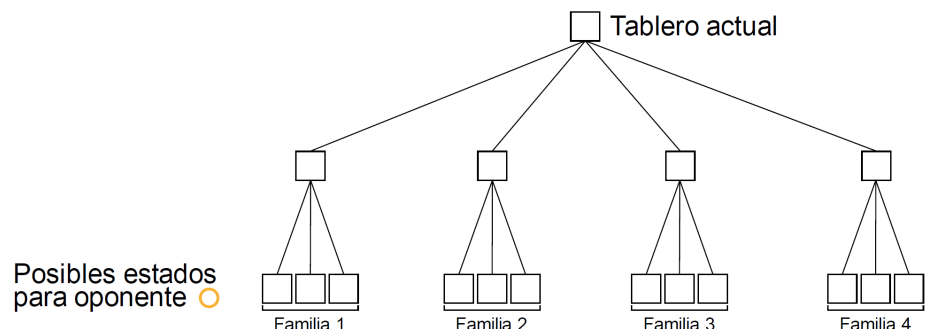 Tablero actual
Posibles estados
para oponente
Familia 1
Familia 2
Familia 3
Familia 4